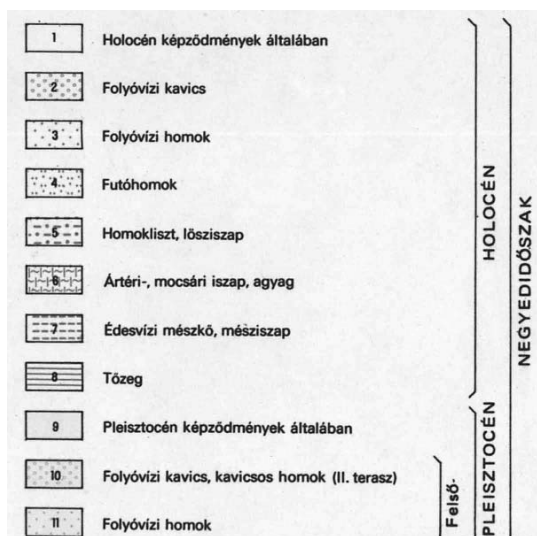 1 Holocén képződmények általában
2 Folyóvízi kavics
3 Folyóvízi homok
4 Futóhomok
5 Homokliszt, lösziszap
6 Ártéri-, mocsári iszap, agyag
7 Édesvízi mészkő, mésziszap
8 Tőzeg
9 Pleisztocén képződmények általában
10 Folyóvízi kavics, kavicsos homok (II. terasz)
11 Folyóvízi homok
Felső-
HOLOCÉN
PLEISZTOCÉN
NEGYEDIDŐSZAK